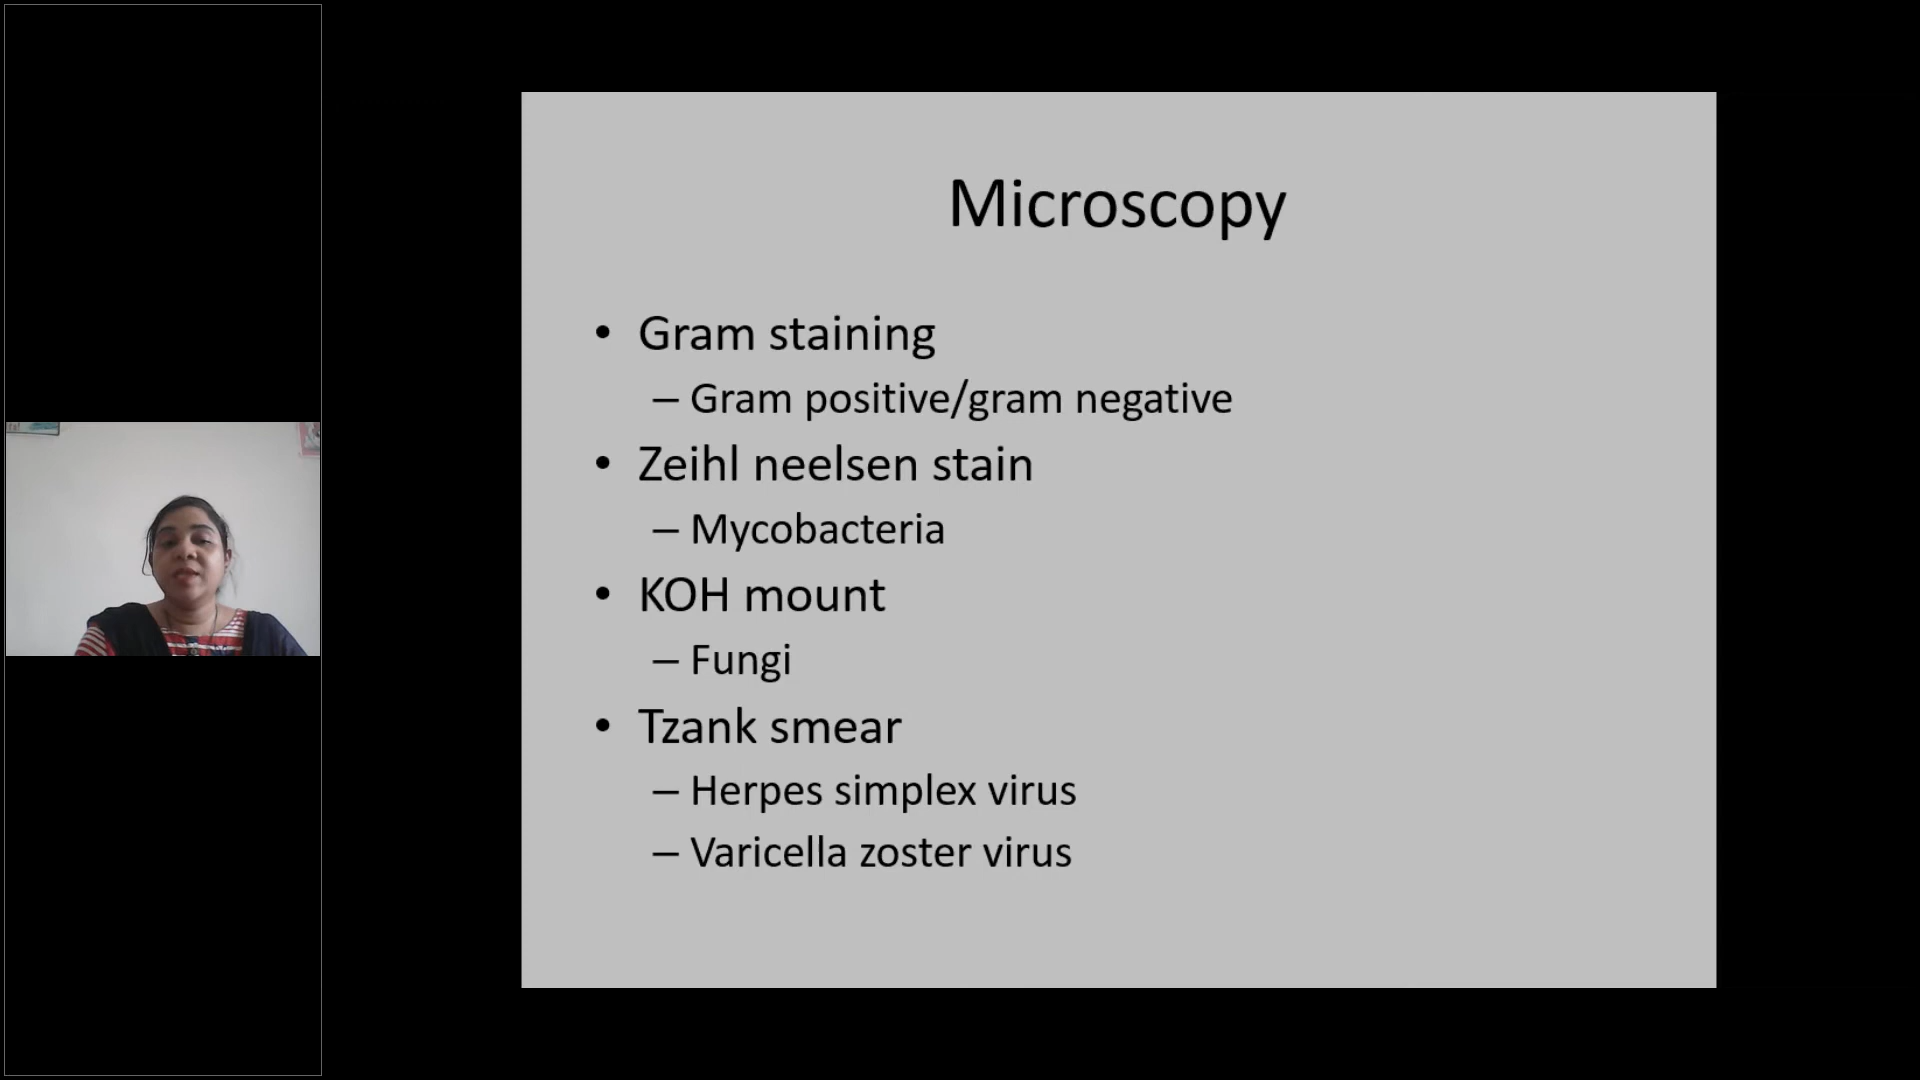 Microscopy
• Gram staining
– Gram positive/gram negative
• Zeihl neelsen stain
– Mycobacteria
• KOH mount
– Fungi
• Tzank smear
– Herpes simplex virus
– Varicella zoster virus